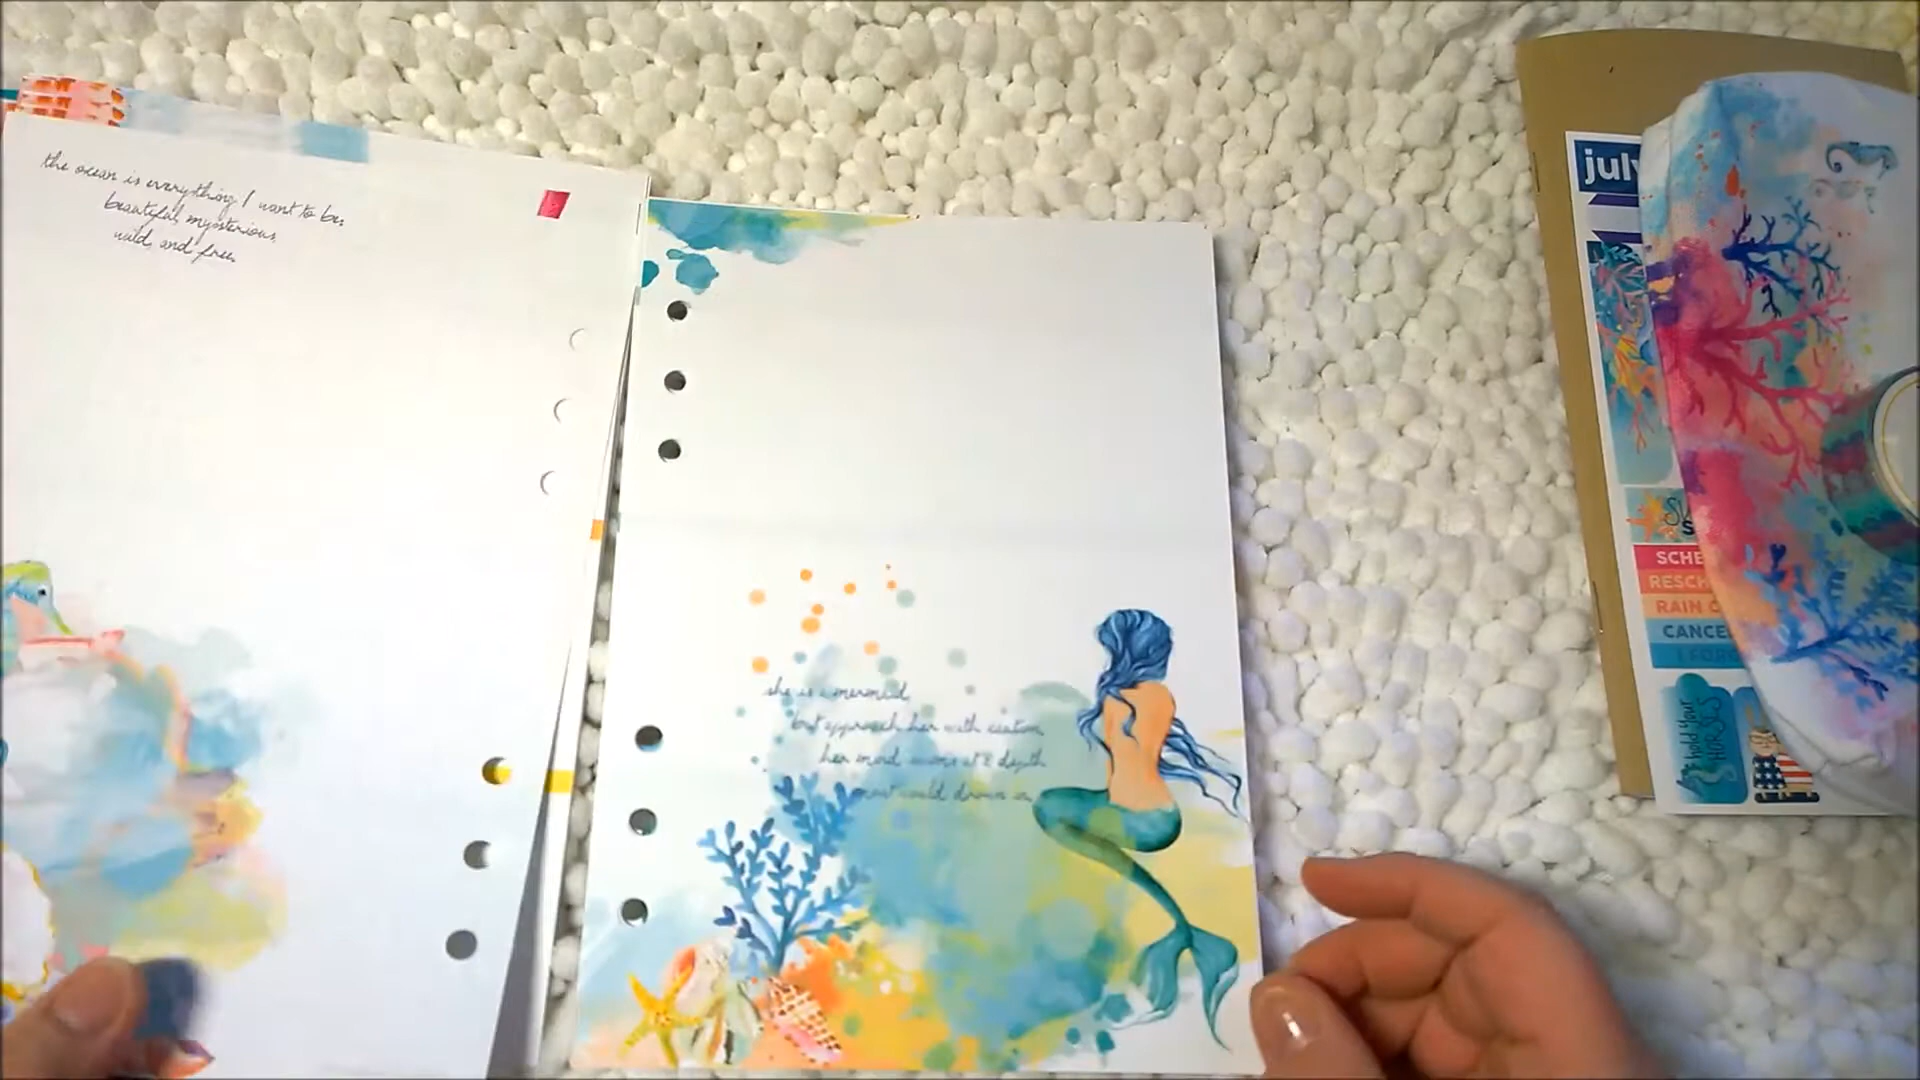 the ocean is everything I want to be:
beautiful, mysterious,
wild, and free.
she is a mermaid
but approach her with caution,
her mind swims at a depth
most would drown in.
july
SCHE
RESCH
RAIN C
CANCE
I FORG
hold Your
HORSES